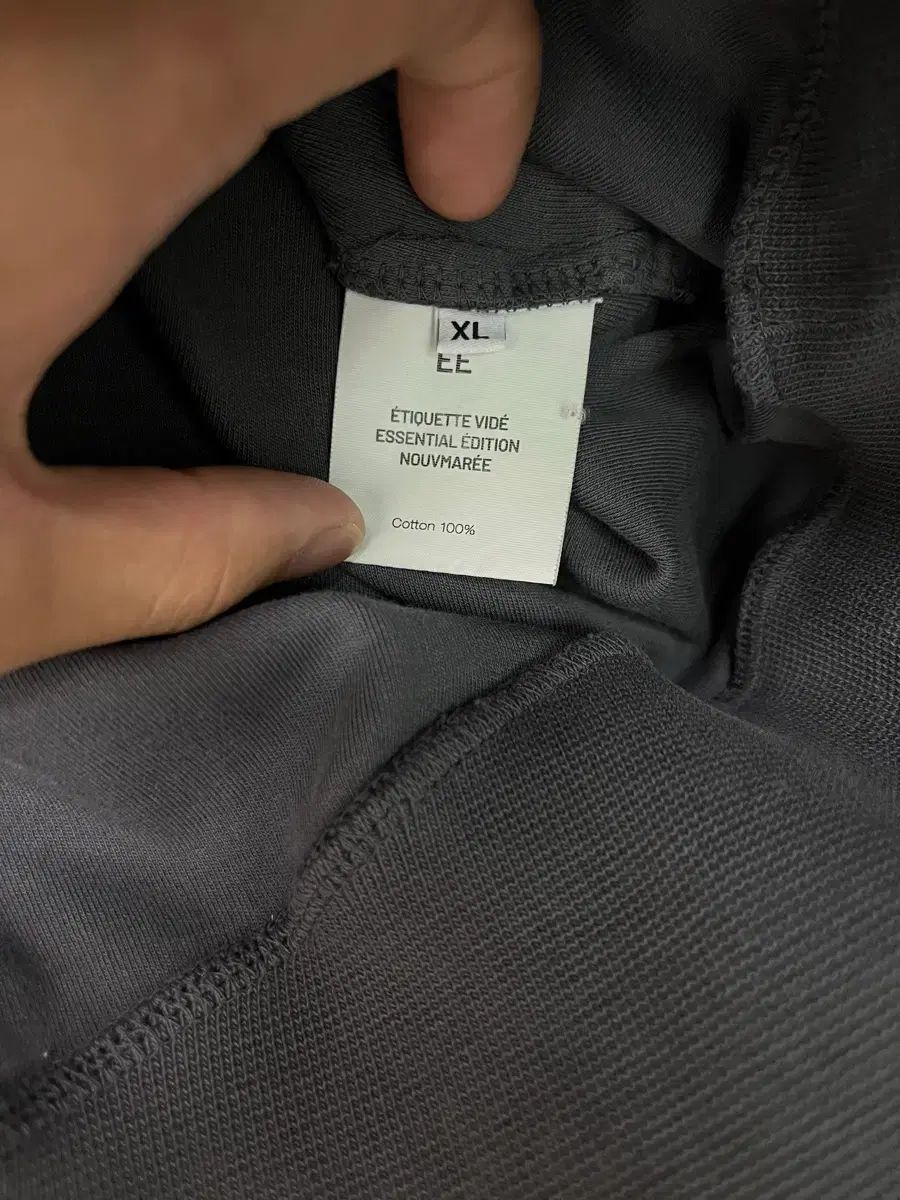 XL
EE
ÉTIQUETTE VIDÉ
ESSENTIAL ÉDITION
NOUVMARÉE
Cotton 100%